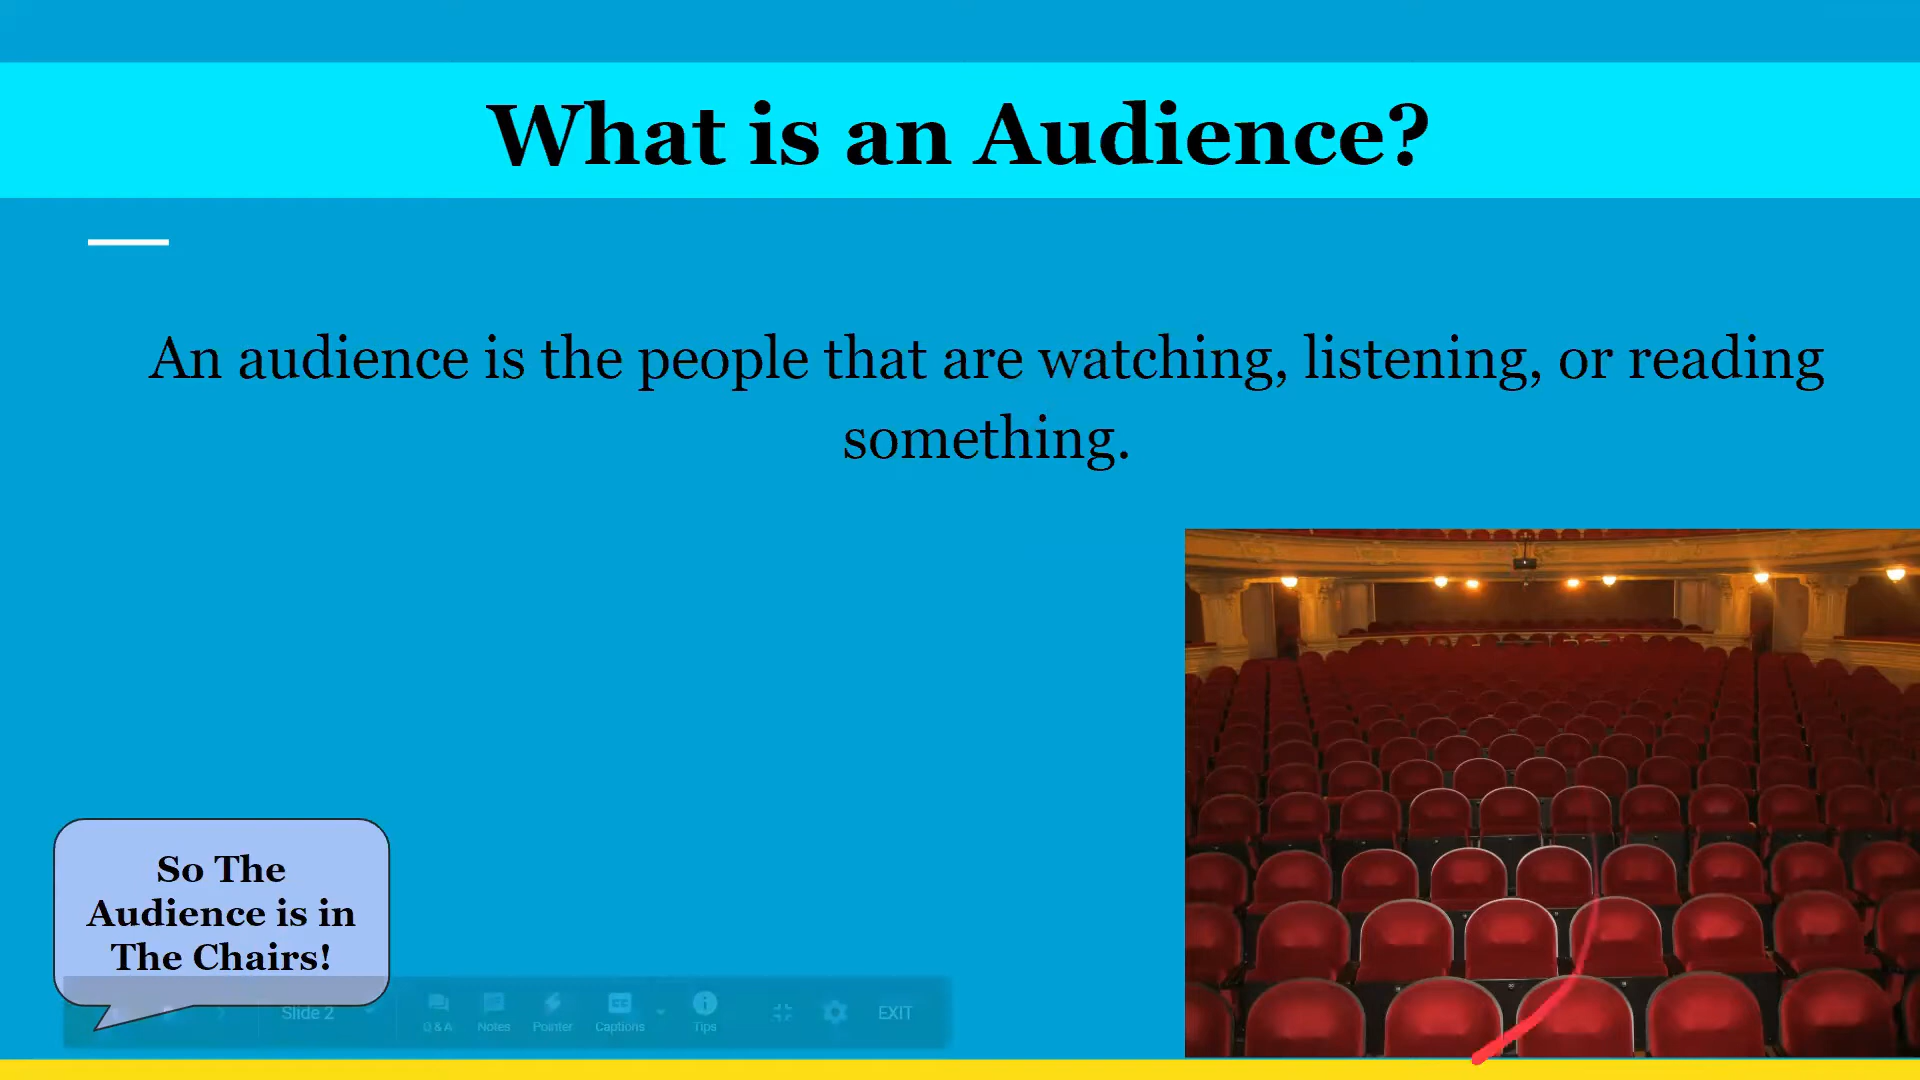 What is an Audience?
An audience is the people that are watching, listening, or reading
something.
So The
Audience is in
The Chairs!
Slide 2
Q & A
Notes
Pointer
Captions
Tips
EXIT